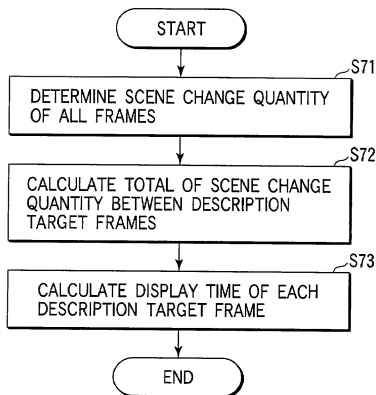 START
S71
DETERMINE SCENE CHANGE QUANTITY
OF ALL FRAMES
S72
CALCULATE TOTAL OF SCENE CHANGE
QUANTITY BETWEEN DESCRIPTION
TARGET FRAMES
S73
CALCULATE DISPLAY TIME OF EACH
DESCRIPTION TARGET FRAME
END